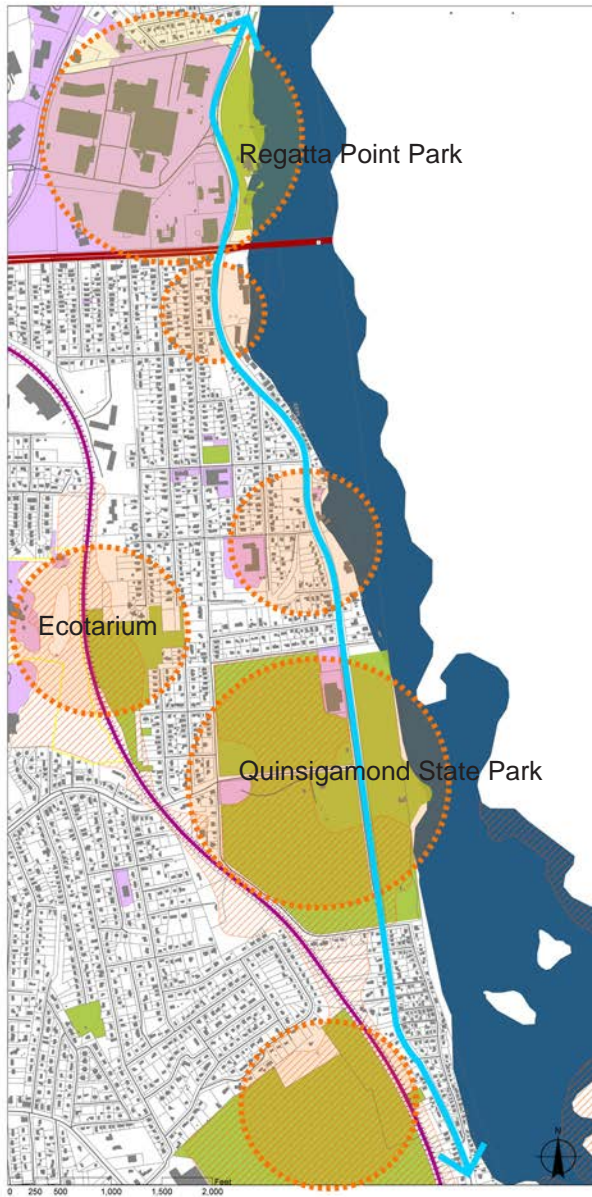 Regatta Point Park
Ecotarium
Quinsigamond State Park
N
Feet
0 250 500 1,000 1,500 2,000